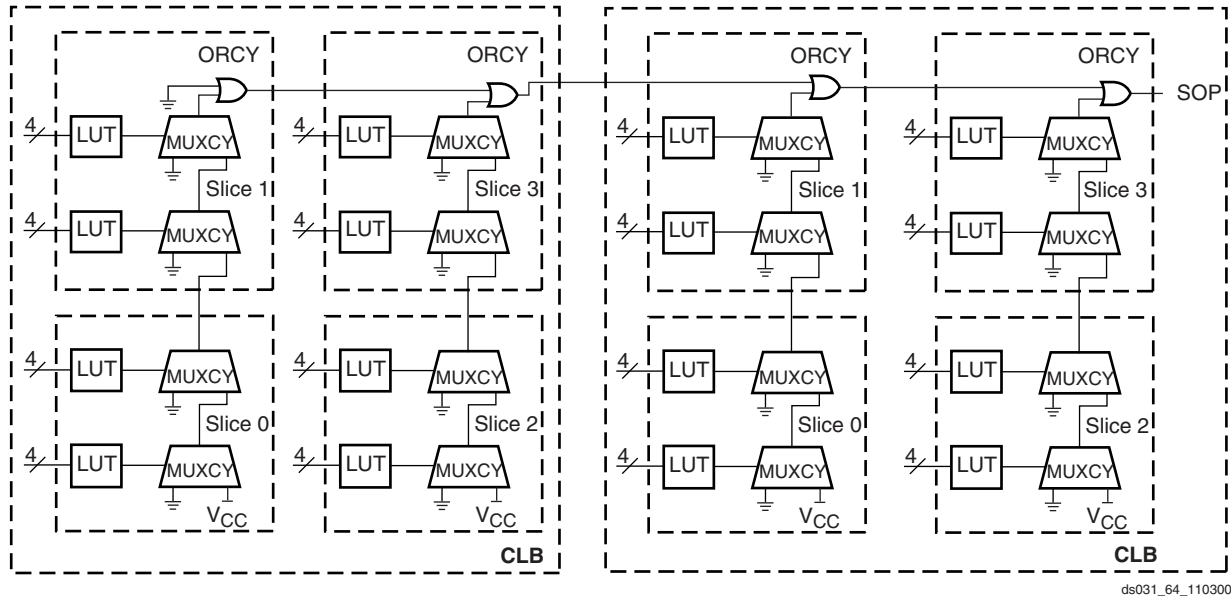 ORCY ORCY ORCY ORCY
SOP
4 LUT MUXCY 4 LUT MUXCY 4 LUT MUXCY 4 LUT MUXCY
Slice 1 Slice 3 Slice 1 Slice 3
4 LUT MUXCY 4 LUT MUXCY 4 LUT MUXCY 4 LUT MUXCY
4 LUT MUXCY 4 LUT MUXCY 4 LUT MUXCY 4 LUT MUXCY
Slice 0 Slice 2 Slice 0 Slice 2
4 LUT MUXCY 4 LUT MUXCY 4 LUT MUXCY 4 LUT MUXCY
VCC VCC VCC VCC
CLB CLB
ds031_64_110300